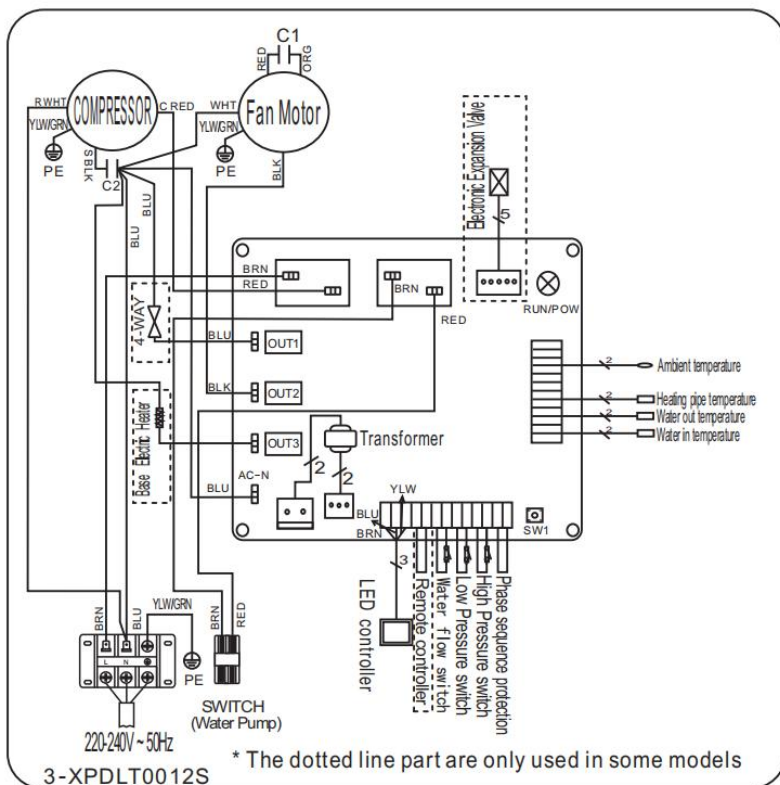 C1
RED
ORG
R WHT
COMPRESSOR
C RED
WHT
Fan Motor
YLW/GRN
YLW/GRN
PE
S BLK
C2
PE
BLK
BLU
BLU
Electronic Expansion Valve
5
BRN
RED
BRN
RED
RUN/POW
4-WAY
BLU
OUT1
BLK
OUT2
OUT3
Base Electric Heater
Transformer
2
2
AC-N
BLU
2
Ambient temperature
2
Heating pipe temperature
2
Water out temperature
2
Water in temperature
YLW
BLU
BRN
SW1
3
LED controller
Remote controller
Water flow switch
Low Pressure switch
High Pressure switch
Phase sequence protection
BRN
BLU
YLW/GRN
BRN
RED
L
N
PE
SWITCH
(Water Pump)
220-240V ~ 50Hz
* The dotted line part are only used in some models
3-XPDLT0012S